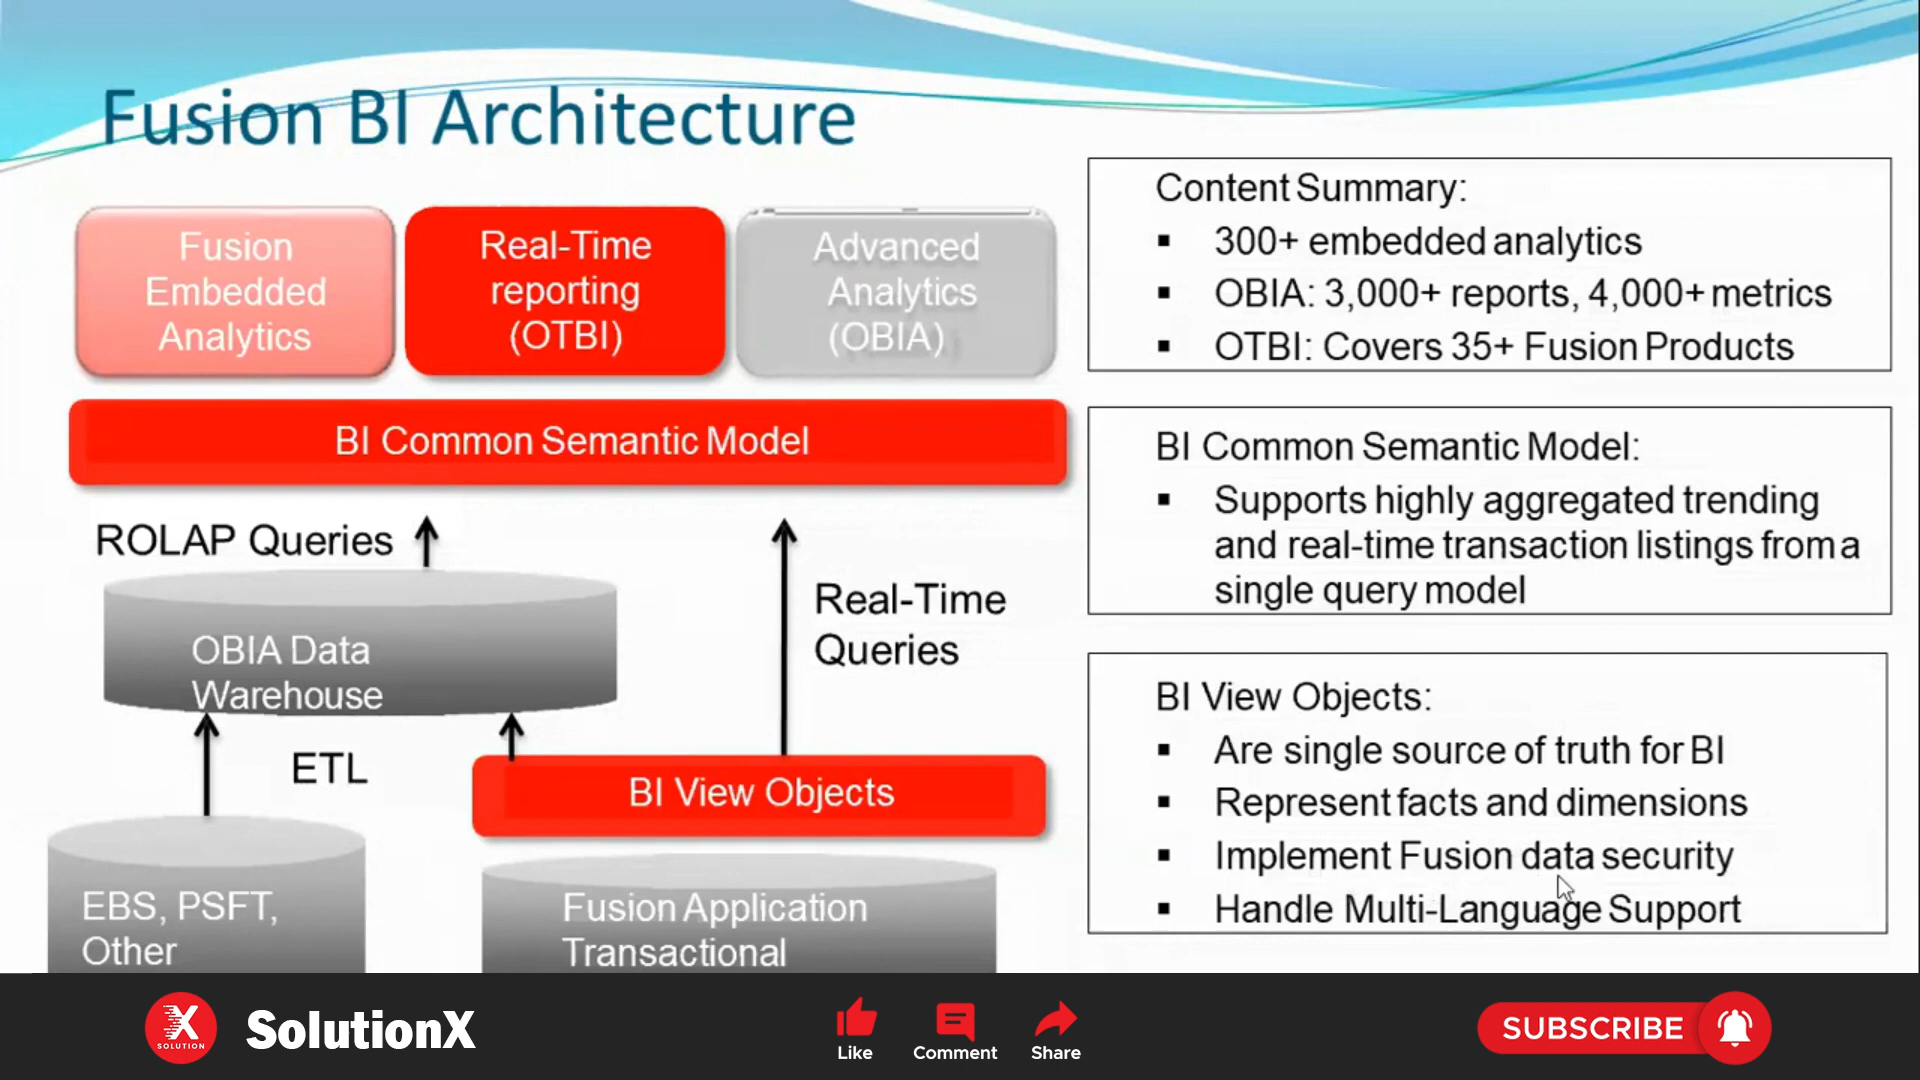 Fusion BI Architecture
Fusion
Embedded
Analytics
Real-Time
reporting
(OTBI)
Advanced
Analytics
(OBIA)
BI Common Semantic Model
ROLAP Queries
Real-Time
Queries
OBIA Data
Warehouse
ETL
BI View Objects
EBS, PSFT,
Other
Fusion Application
Transactional
Content Summary:
▪ 300+ embedded analytics
▪ OBIA: 3,000+ reports, 4,000+ metrics
▪ OTBI: Covers 35+ Fusion Products
BI Common Semantic Model:
▪ Supports highly aggregated trending
and real-time transaction listings from a
single query model
BI View Objects:
▪ Are single source of truth for BI
▪ Represent facts and dimensions
▪ Implement Fusion data security
▪ Handle Multi-Language Support
X
SOLUTION
SolutionX
Like
Comment
Share
SUBSCRIBE